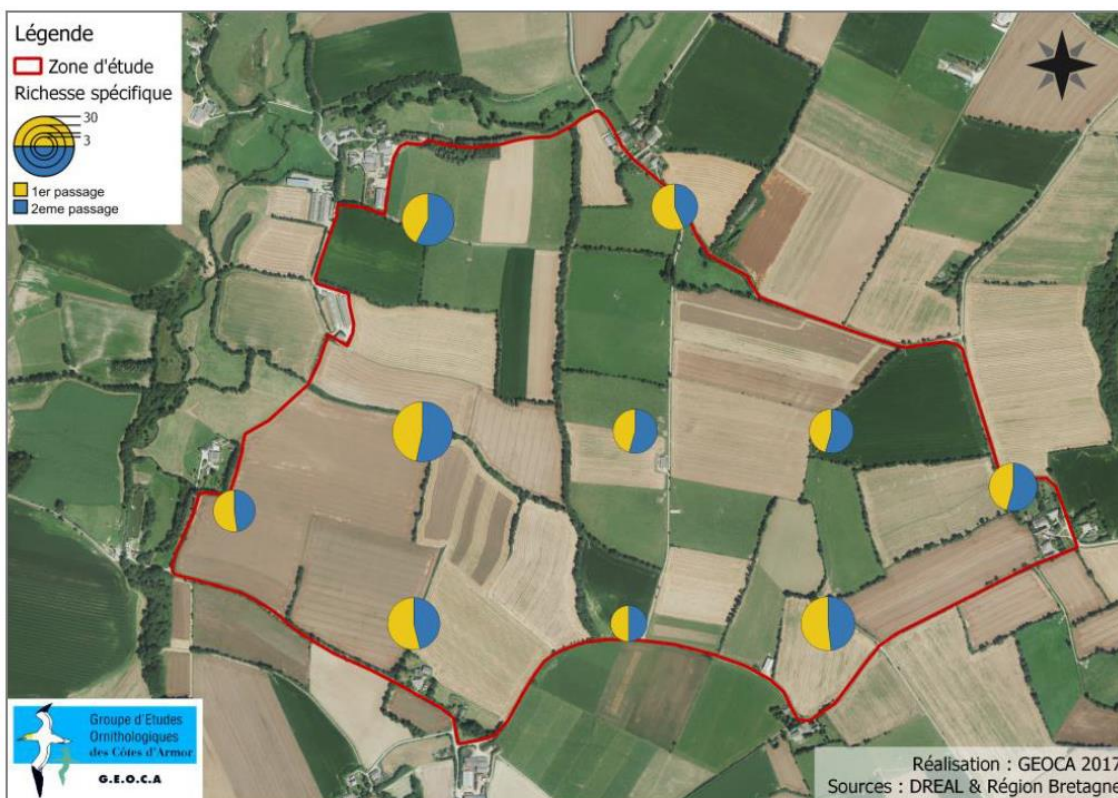 Légende
Zone d'étude
Richesse spécifique
30
3
1er passage
2eme passage
Groupe d'Etudes
Ornithologiques
des Côtes d'Armor
G.E.O.C.A
Réalisation : GEOCA 2017
Sources : DREAL & Région Bretagne